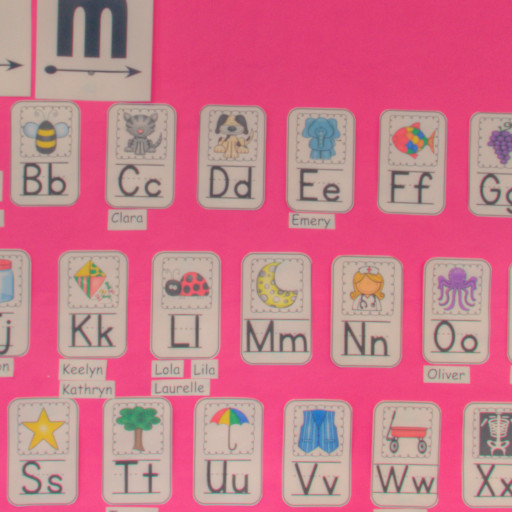 m
Bb Cc Dd Ee Ff Gg
Clara Emery
j Kk Ll Mm Nn Oo
Keelyn Lola Lila Oliver
Kathryn Laurelle
Ss Tt Uu Vv Ww Xx